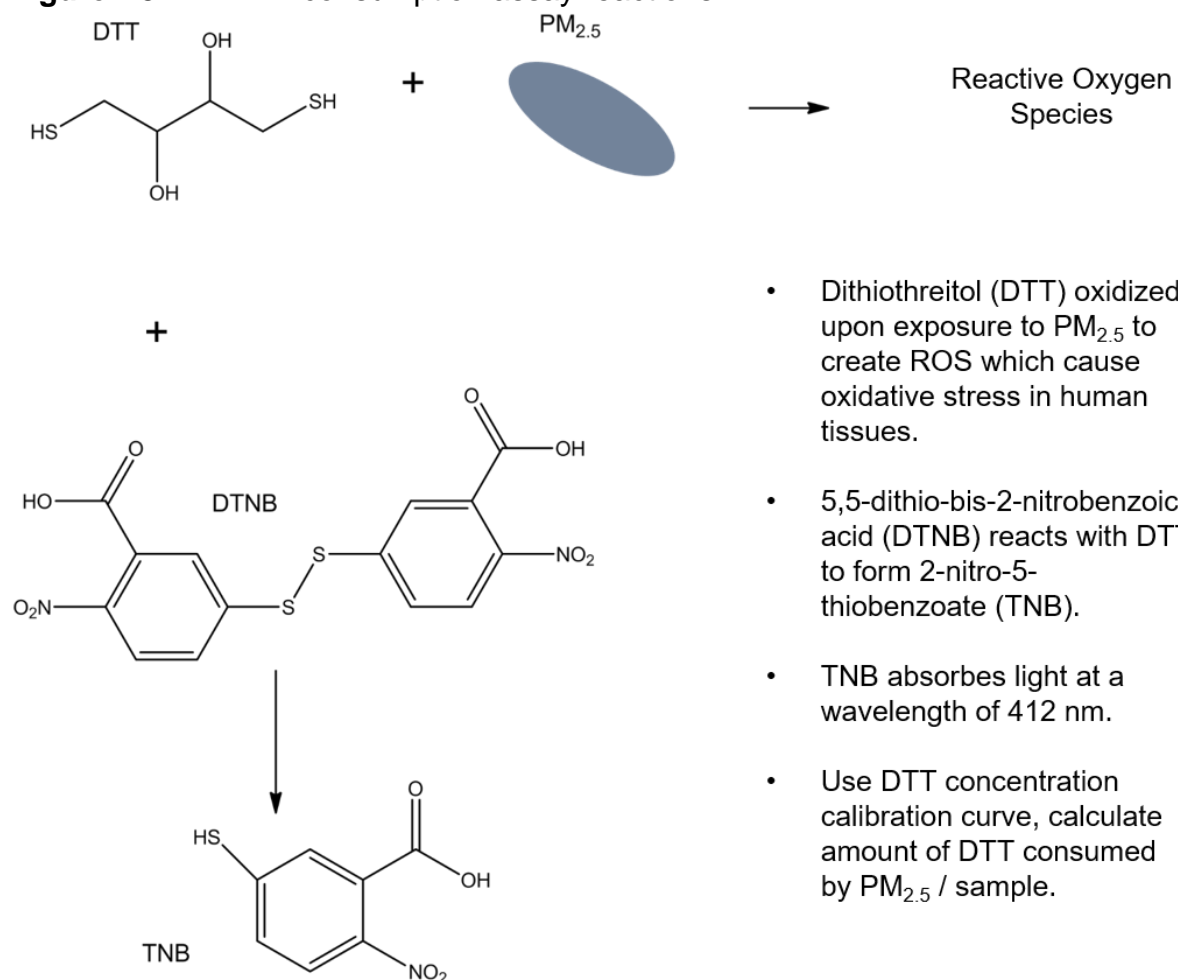 DTT
OH
PM2.5
+
HS
SH
OH
Reactive Oxygen
Species
+
O
OH
HO
O
DTNB
S
S
NO2
O2N
HS
O
OH
TNB
NO2
• Dithiothreitol (DTT) oxidized
upon exposure to PM2.5 to
create ROS which cause
oxidative stress in human
tissues.
• 5,5-dithio-bis-2-nitrobenzoic
acid (DTNB) reacts with DT
to form 2-nitro-5-
thiobenzoate (TNB).
• TNB absorbes light at a
wavelength of 412 nm.
• Use DTT concentration
calibration curve, calculate
amount of DTT consumed
by PM2.5 / sample.